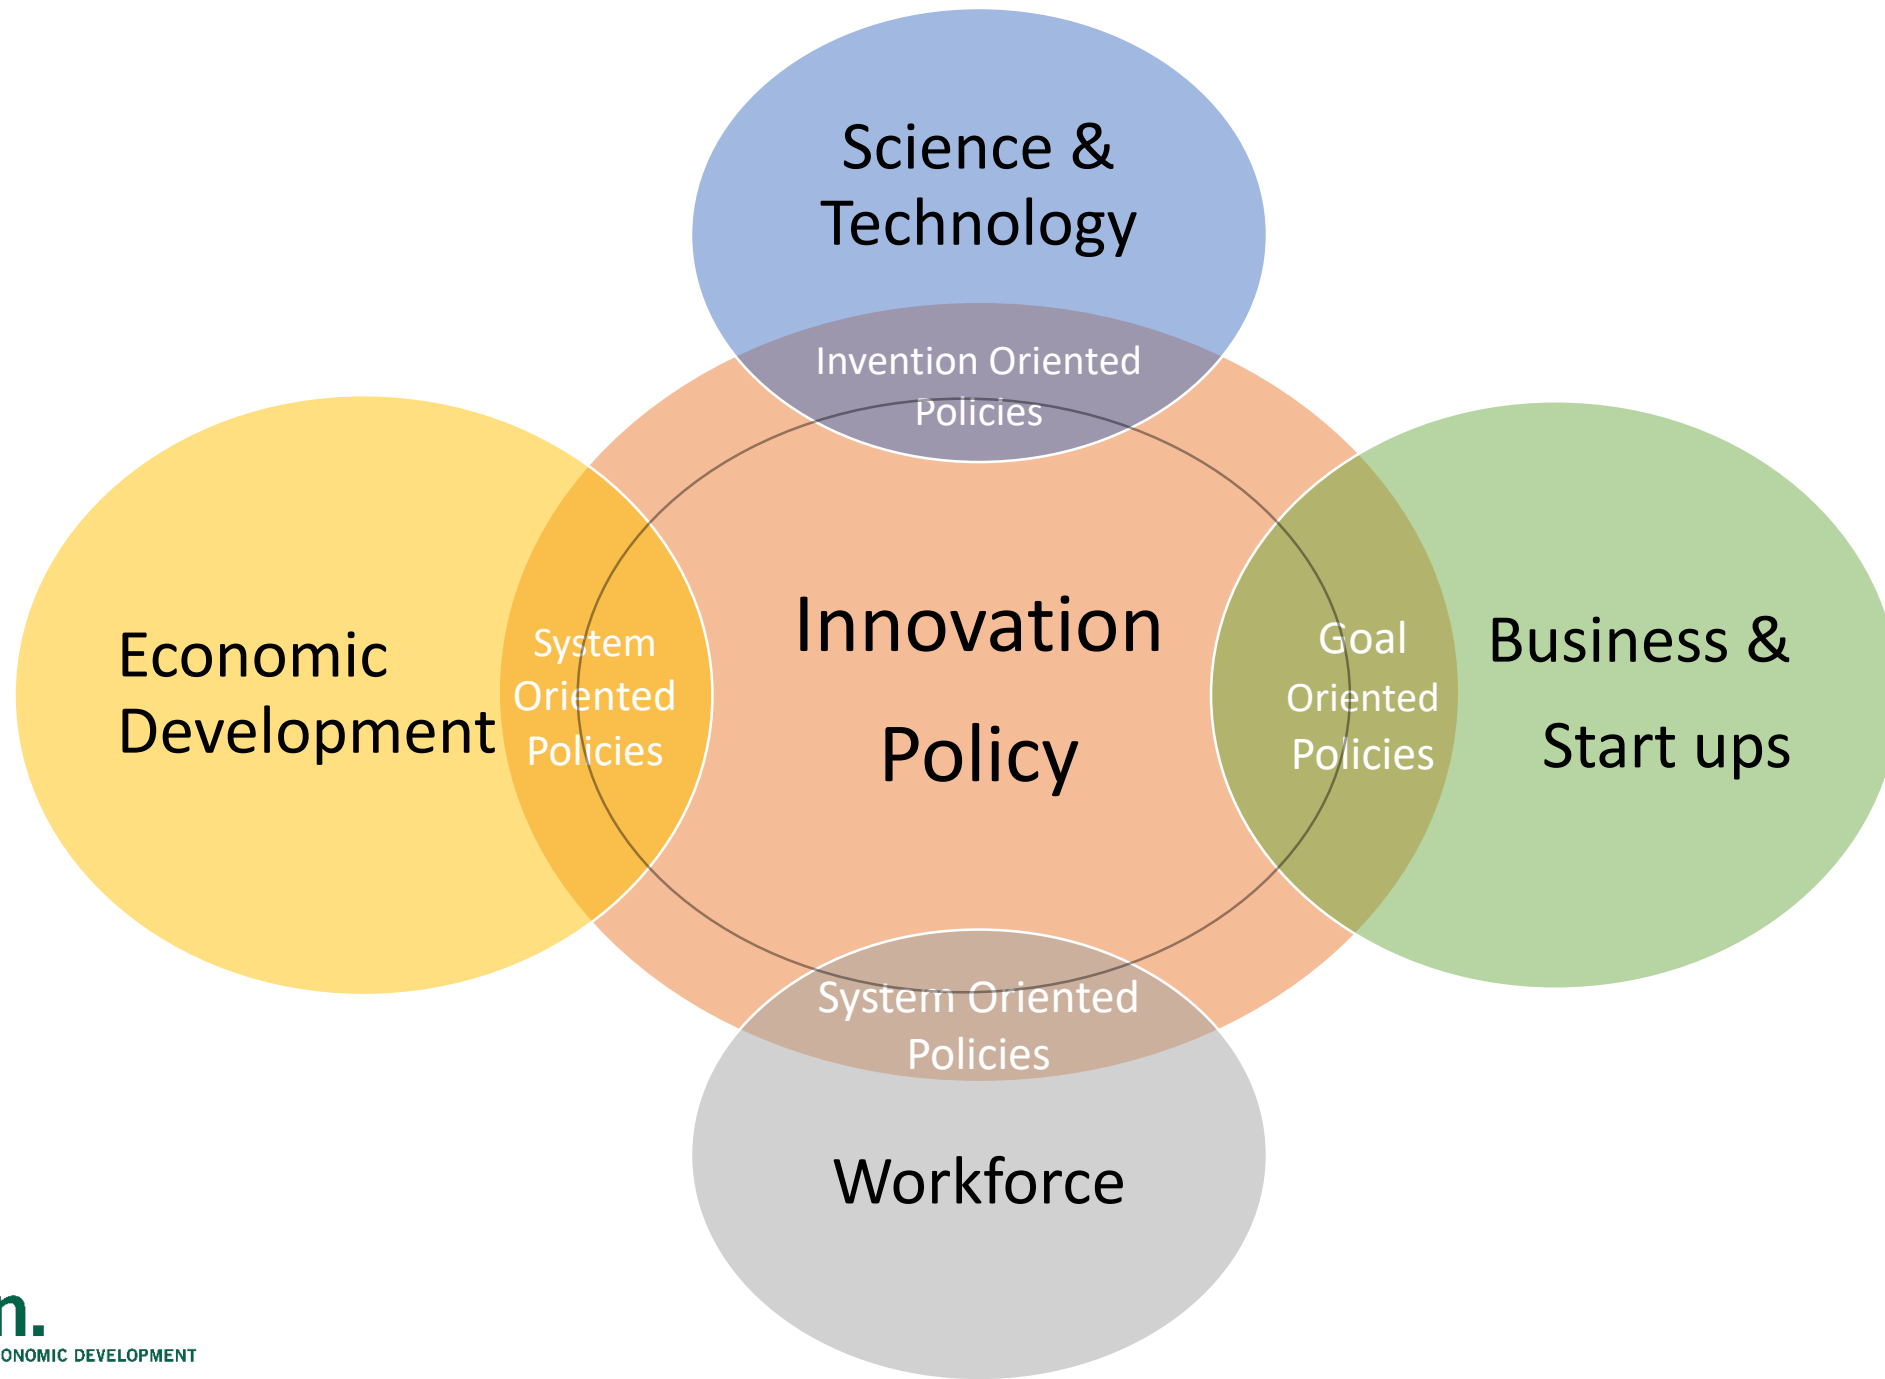 Science &
Technology
Invention Oriented
Policies
Economic
Development
System
Oriented
Policies
Innovation
Policy
Goal
Oriented
Policies
Business &
Start ups
System Oriented
Policies
Workforce
n.
ONOMIC DEVELOPMENT